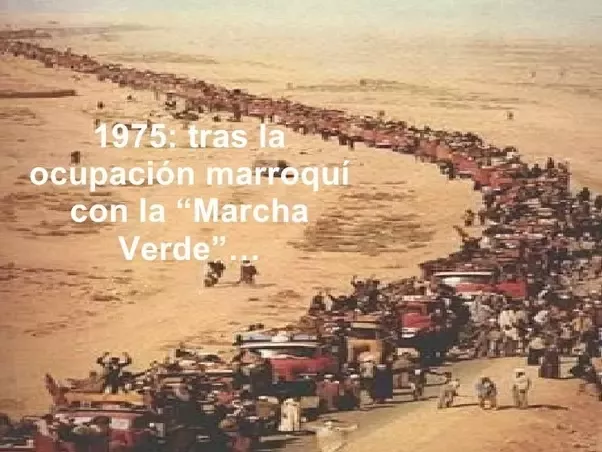 1975: tras la
ocupación marroquí
con la “Marcha
Verde”…